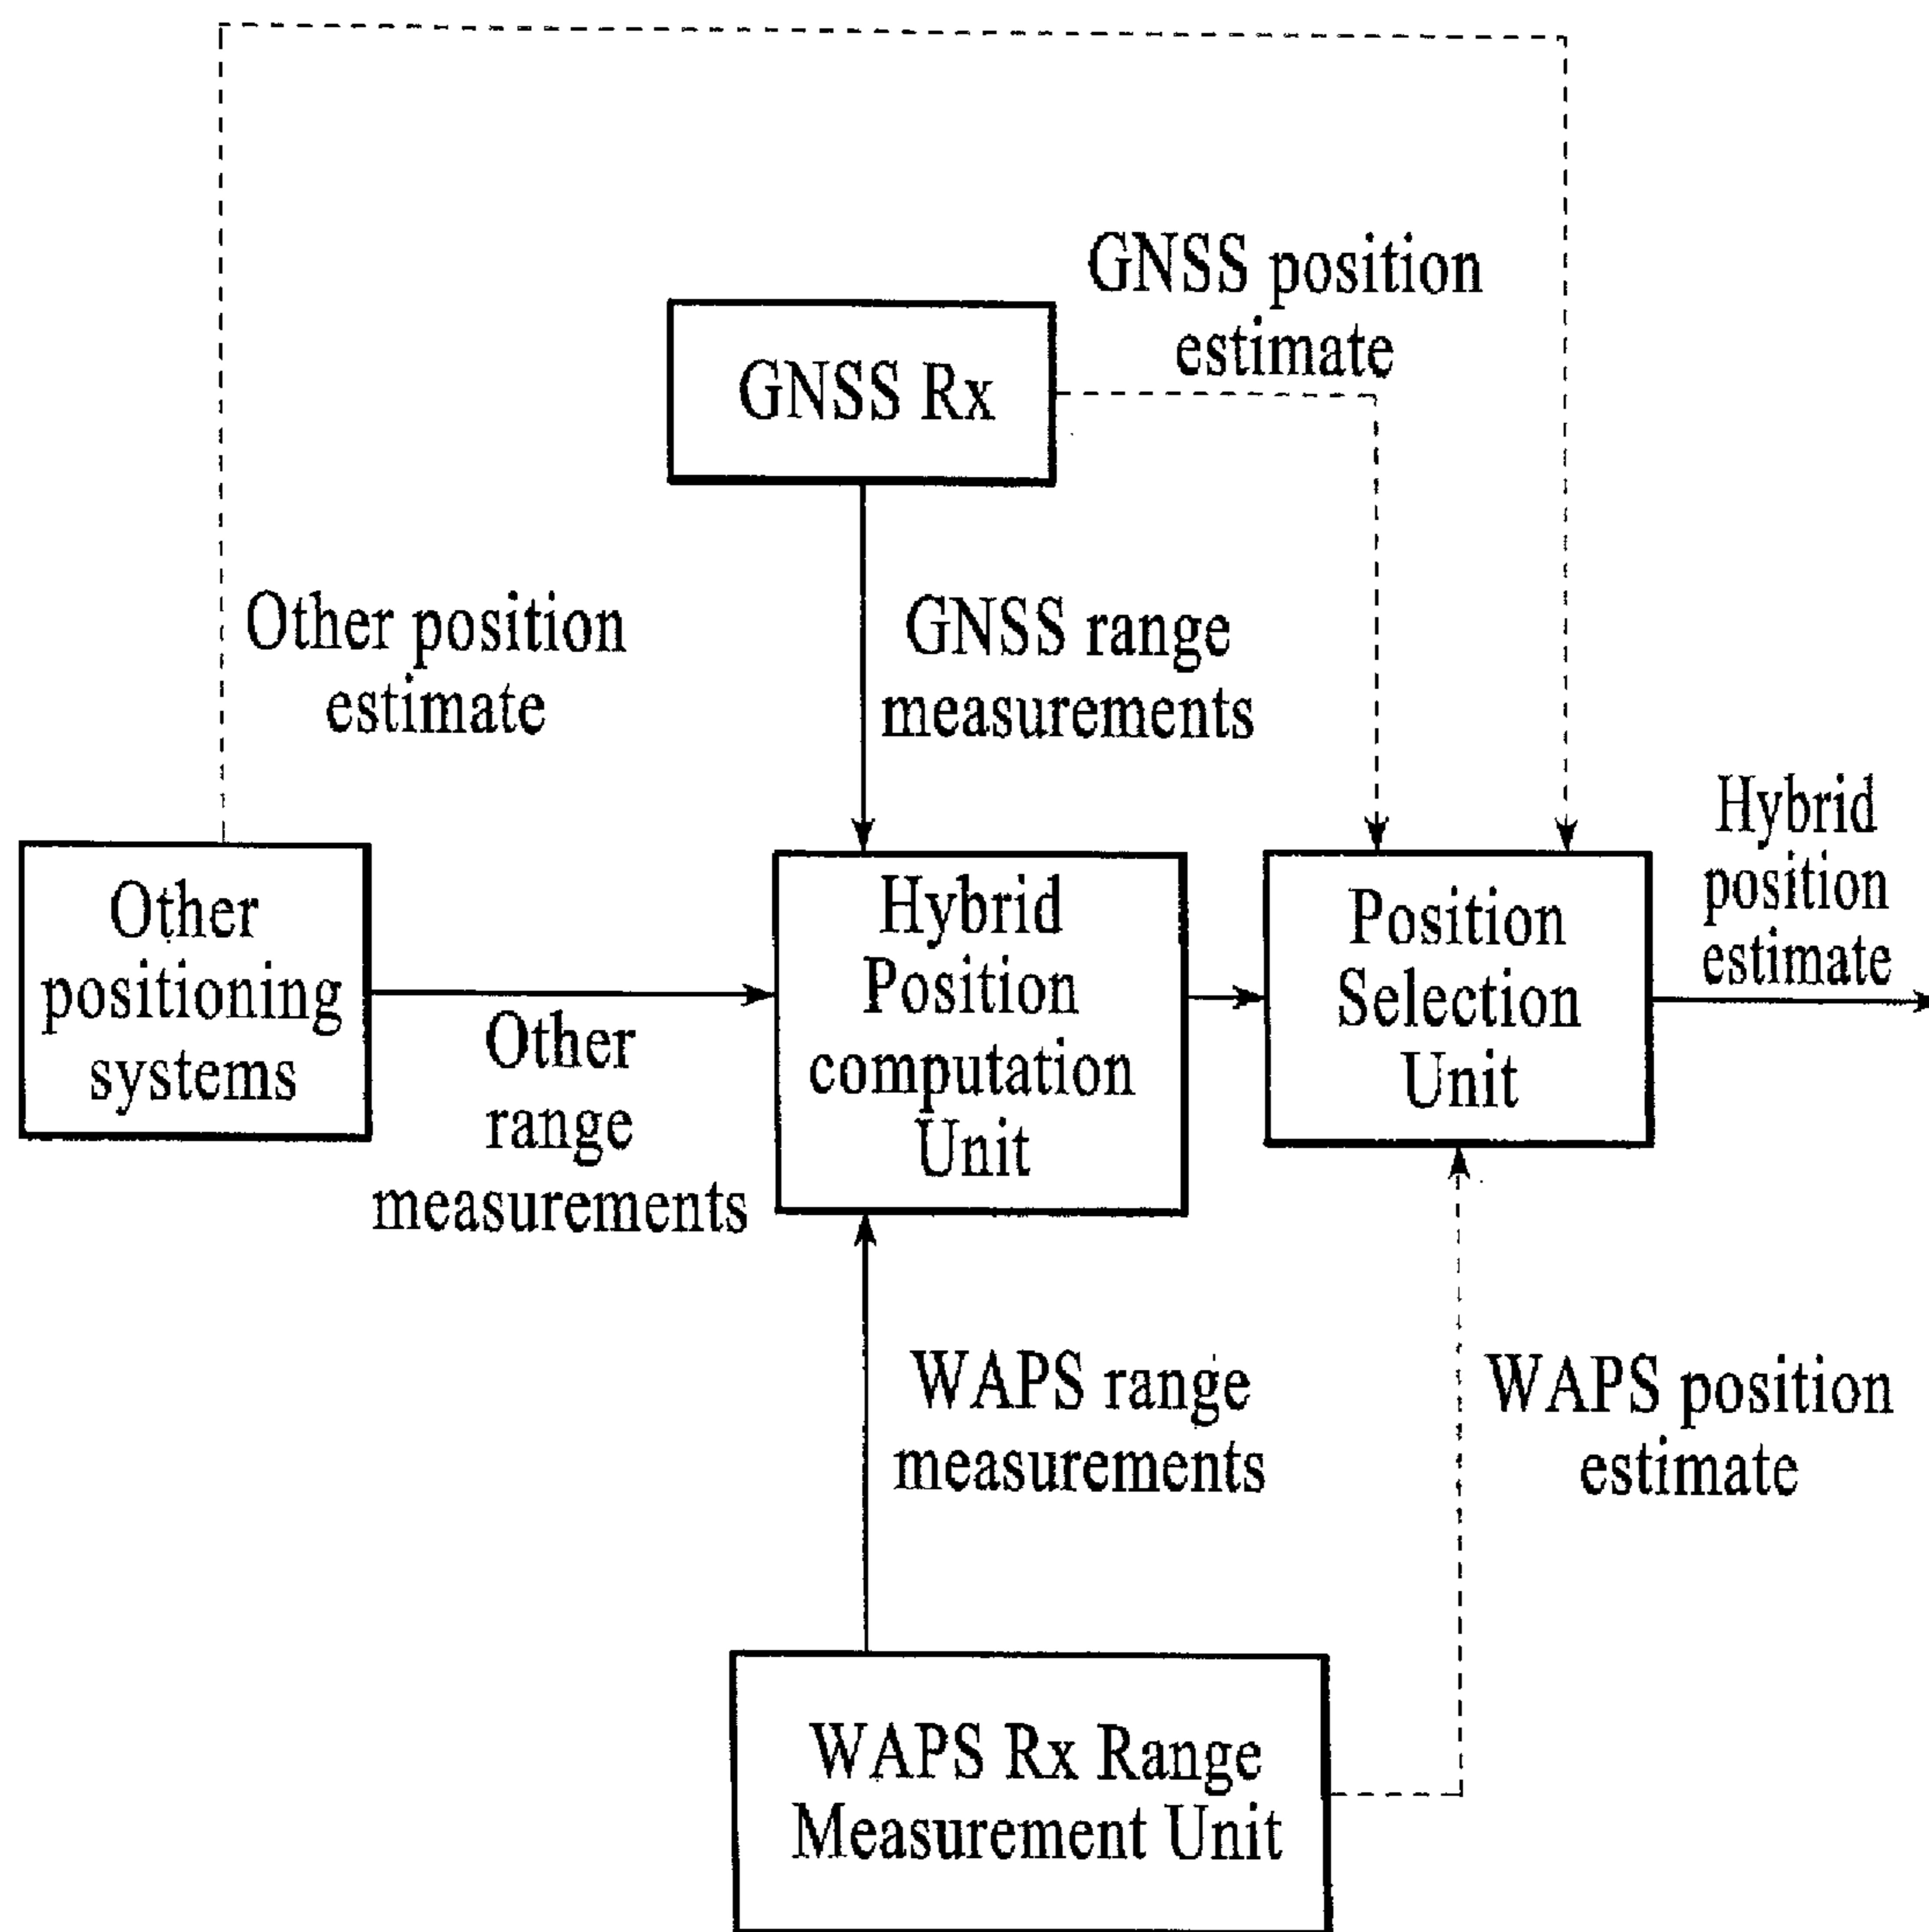 GNSS position
estimate
GNSS Rx
Other position
estimate
GNSS range
measurements
Hybrid
position
estimate
Other
positioning
systems
Other
range
measurements
Hybrid
Position
computation
Unit
Position
Selection
Unit
WAPS range
measurements
WAPS position
estimate
WAPS Rx Range
Measurement Unit